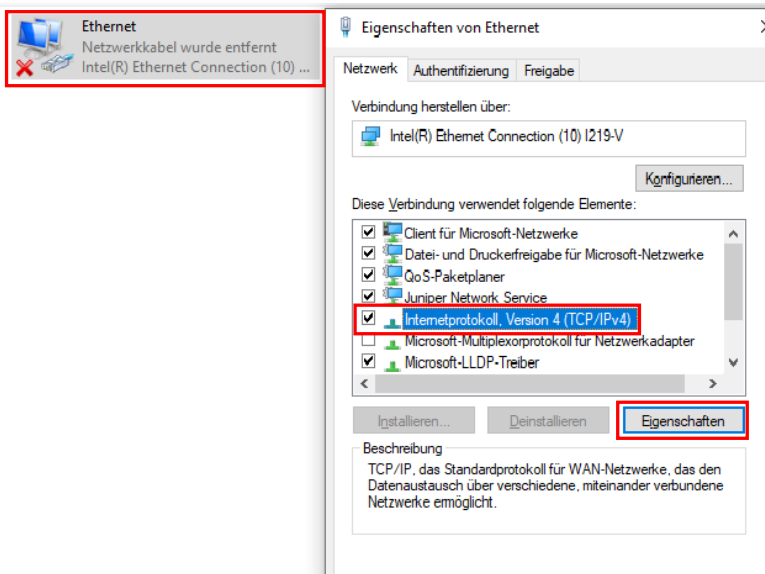 Ethernet
Netzwerkkabel wurde entfernt
Intel(R) Ethernet Connection (10) ...
Eigenschaften von Ethernet
Netzwerk Authentifizierung Freigabe
Verbindung herstellen über:
Intel(R) Ethernet Connection (10) I219-V
Konfigurieren...
Diese Verbindung verwendet folgende Elemente:
Client für Microsoft-Netzwerke
Datei- und Druckerfreigabe für Microsoft-Netzwerke
QoS-Paketplaner
Juniper Network Service
Internetprotokoll, Version 4 (TCP/IPv4)
Microsoft-Multiplexorprotokoll für Netzwerkadapter
Microsoft-LLDP-Treiber
Installieren... Deinstallieren Eigenschaften
Beschreibung
TCP/IP, das Standardprotokoll für WAN-Netzwerke, das den
Datenaustausch über verschiedene, miteinander verbundene
Netzwerke ermöglicht.